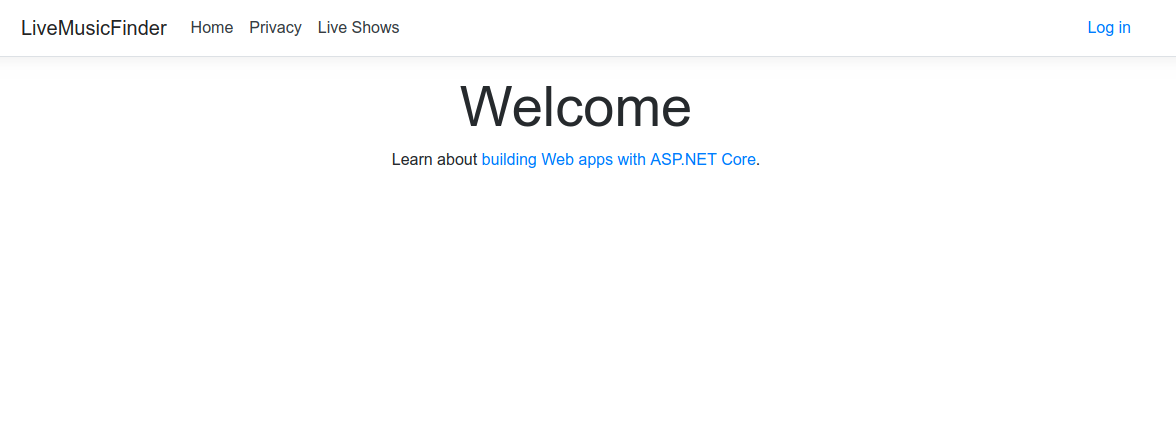 LiveMusicFinder Home Privacy Live Shows Log in
Welcome
Learn about building Web apps with ASP.NET Core.